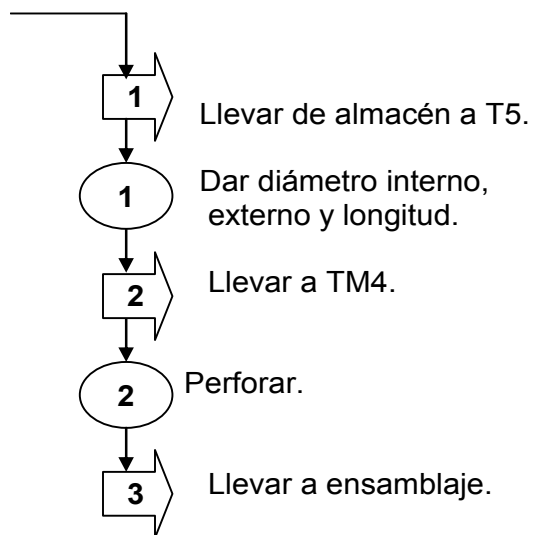 1
Llevar de almacén a T5.
1
Dar diámetro interno,
externo y longitud.
2
Llevar a TM4.
2
Perforar.
3
Llevar a ensamblaje.